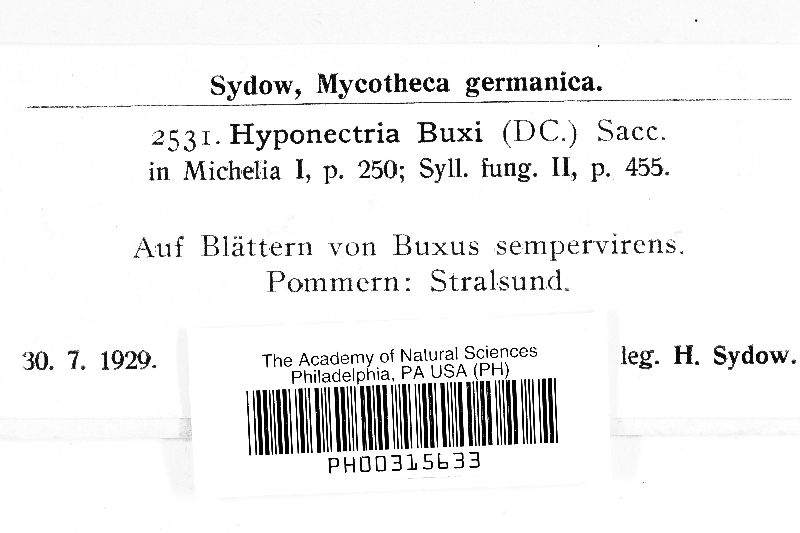 Sydow, Mycotheca germanica.
2531. Hyponectria Buxi (DC.) Sacc.
in Michelia I, p. 250; Syll. fung. II, p. 455.
Auf Blättern von Buxus sempervirens.
Pommern: Stralsund.
30. 7. 1929.
leg. H. Sydow.
The Academy of Natural Sciences
Philadelphia, PA USA (PH)
PH00315633